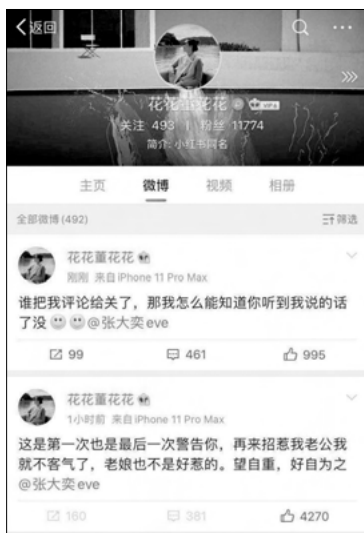 返回
花花董花花
关注 493 | 粉丝 11774
简介: 小红书同名
主页 微博 视频 相册
全部微博(492) 筛选
花花董花花
刚刚 来自iPhone 11 Pro Max
谁把我评论给关了，那我怎么能知道你听到我说的话
了没 @张大奕eve
99 461 995
花花董花花
1小时前 来自iPhone 11 Pro Max
这是第一次也是最后一次警告你，再来招惹我老公我
就不客气了，老娘也不是好惹的。望自重，好自为之
@张大奕eve
160 381 4270